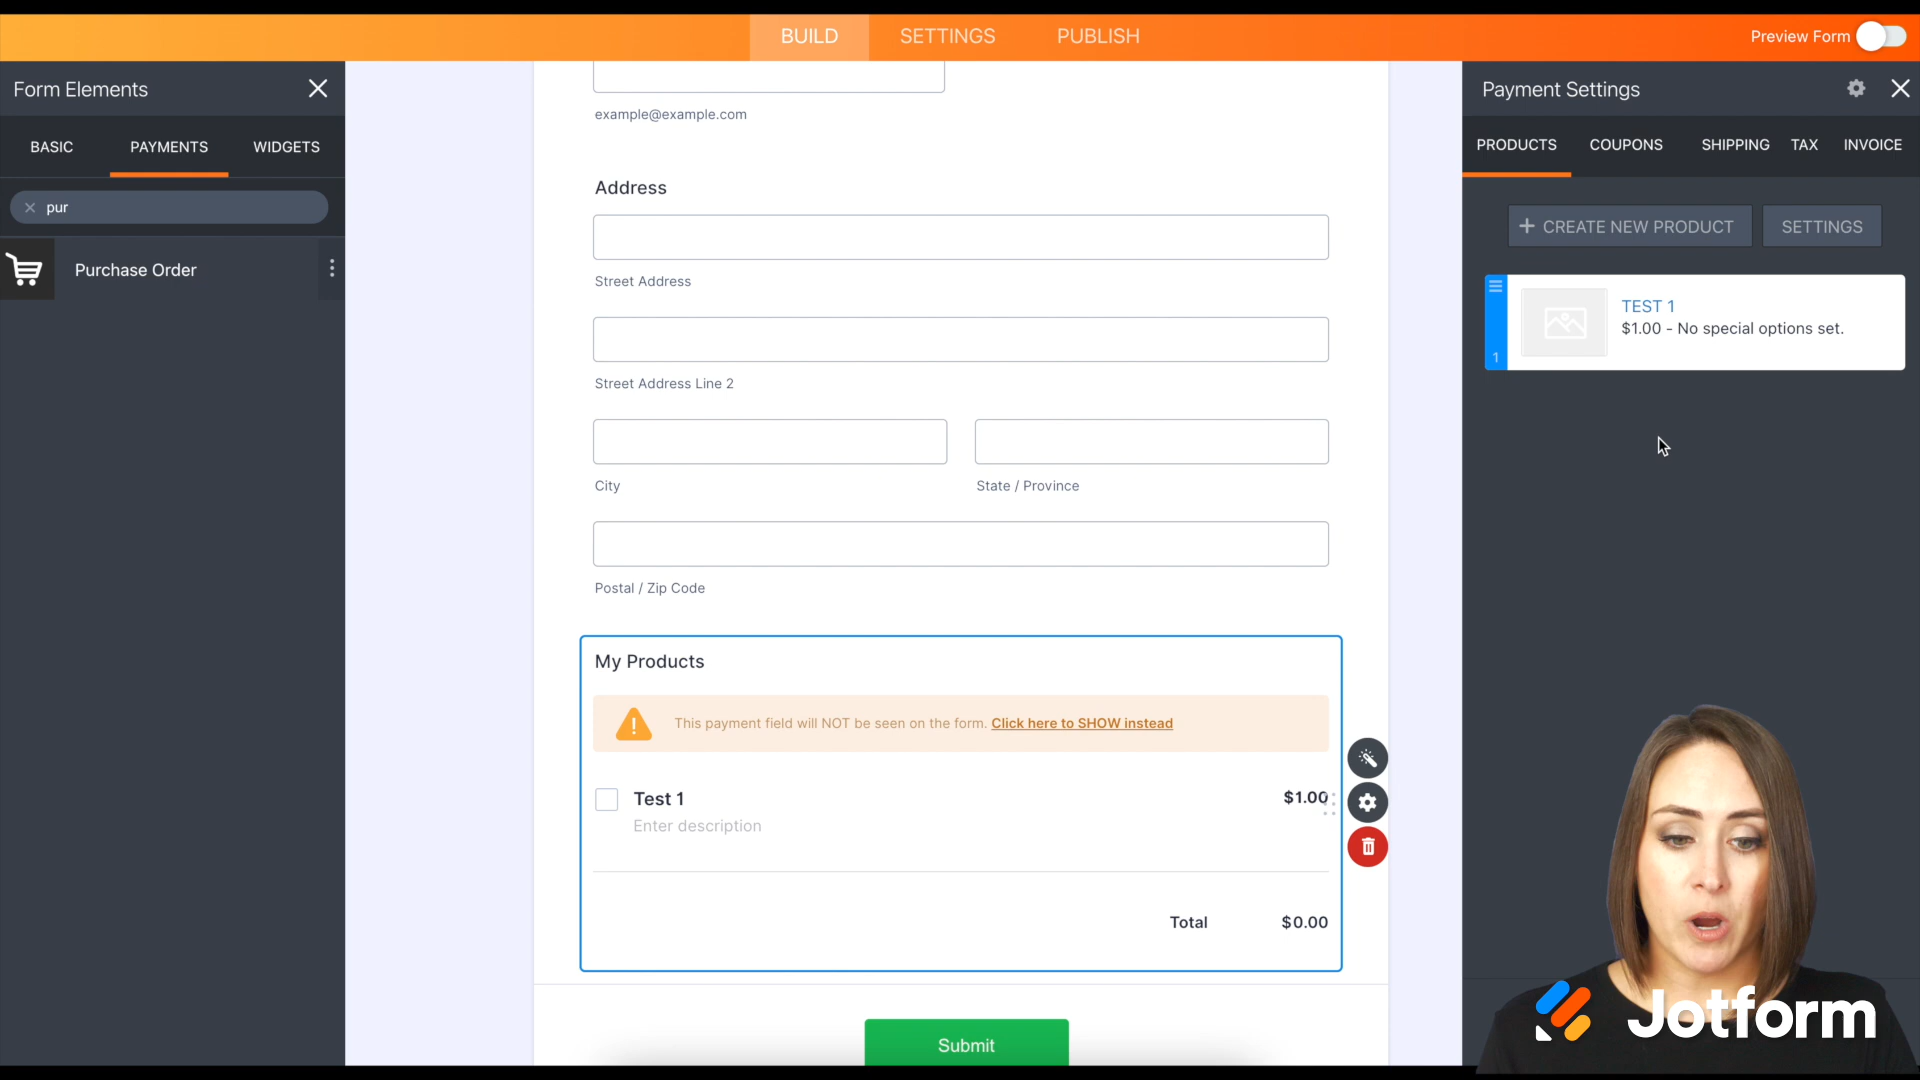 BUILD
SETTINGS
PUBLISH
Preview Form
Form Elements
BASIC
PAYMENTS
WIDGETS
pur
Purchase Order
example@example.com
Address
Street Address
Street Address Line 2
City
State / Province
Postal / Zip Code
My Products
This payment field will NOT be seen on the form. Click here to SHOW instead
Test 1
$1.00
Enter description
Total
$0.00
Submit
Payment Settings
PRODUCTS
COUPONS
SHIPPING
TAX
INVOICE
+ CREATE NEW PRODUCT
SETTINGS
1
TEST 1
$1.00 - No special options set.
Jotform